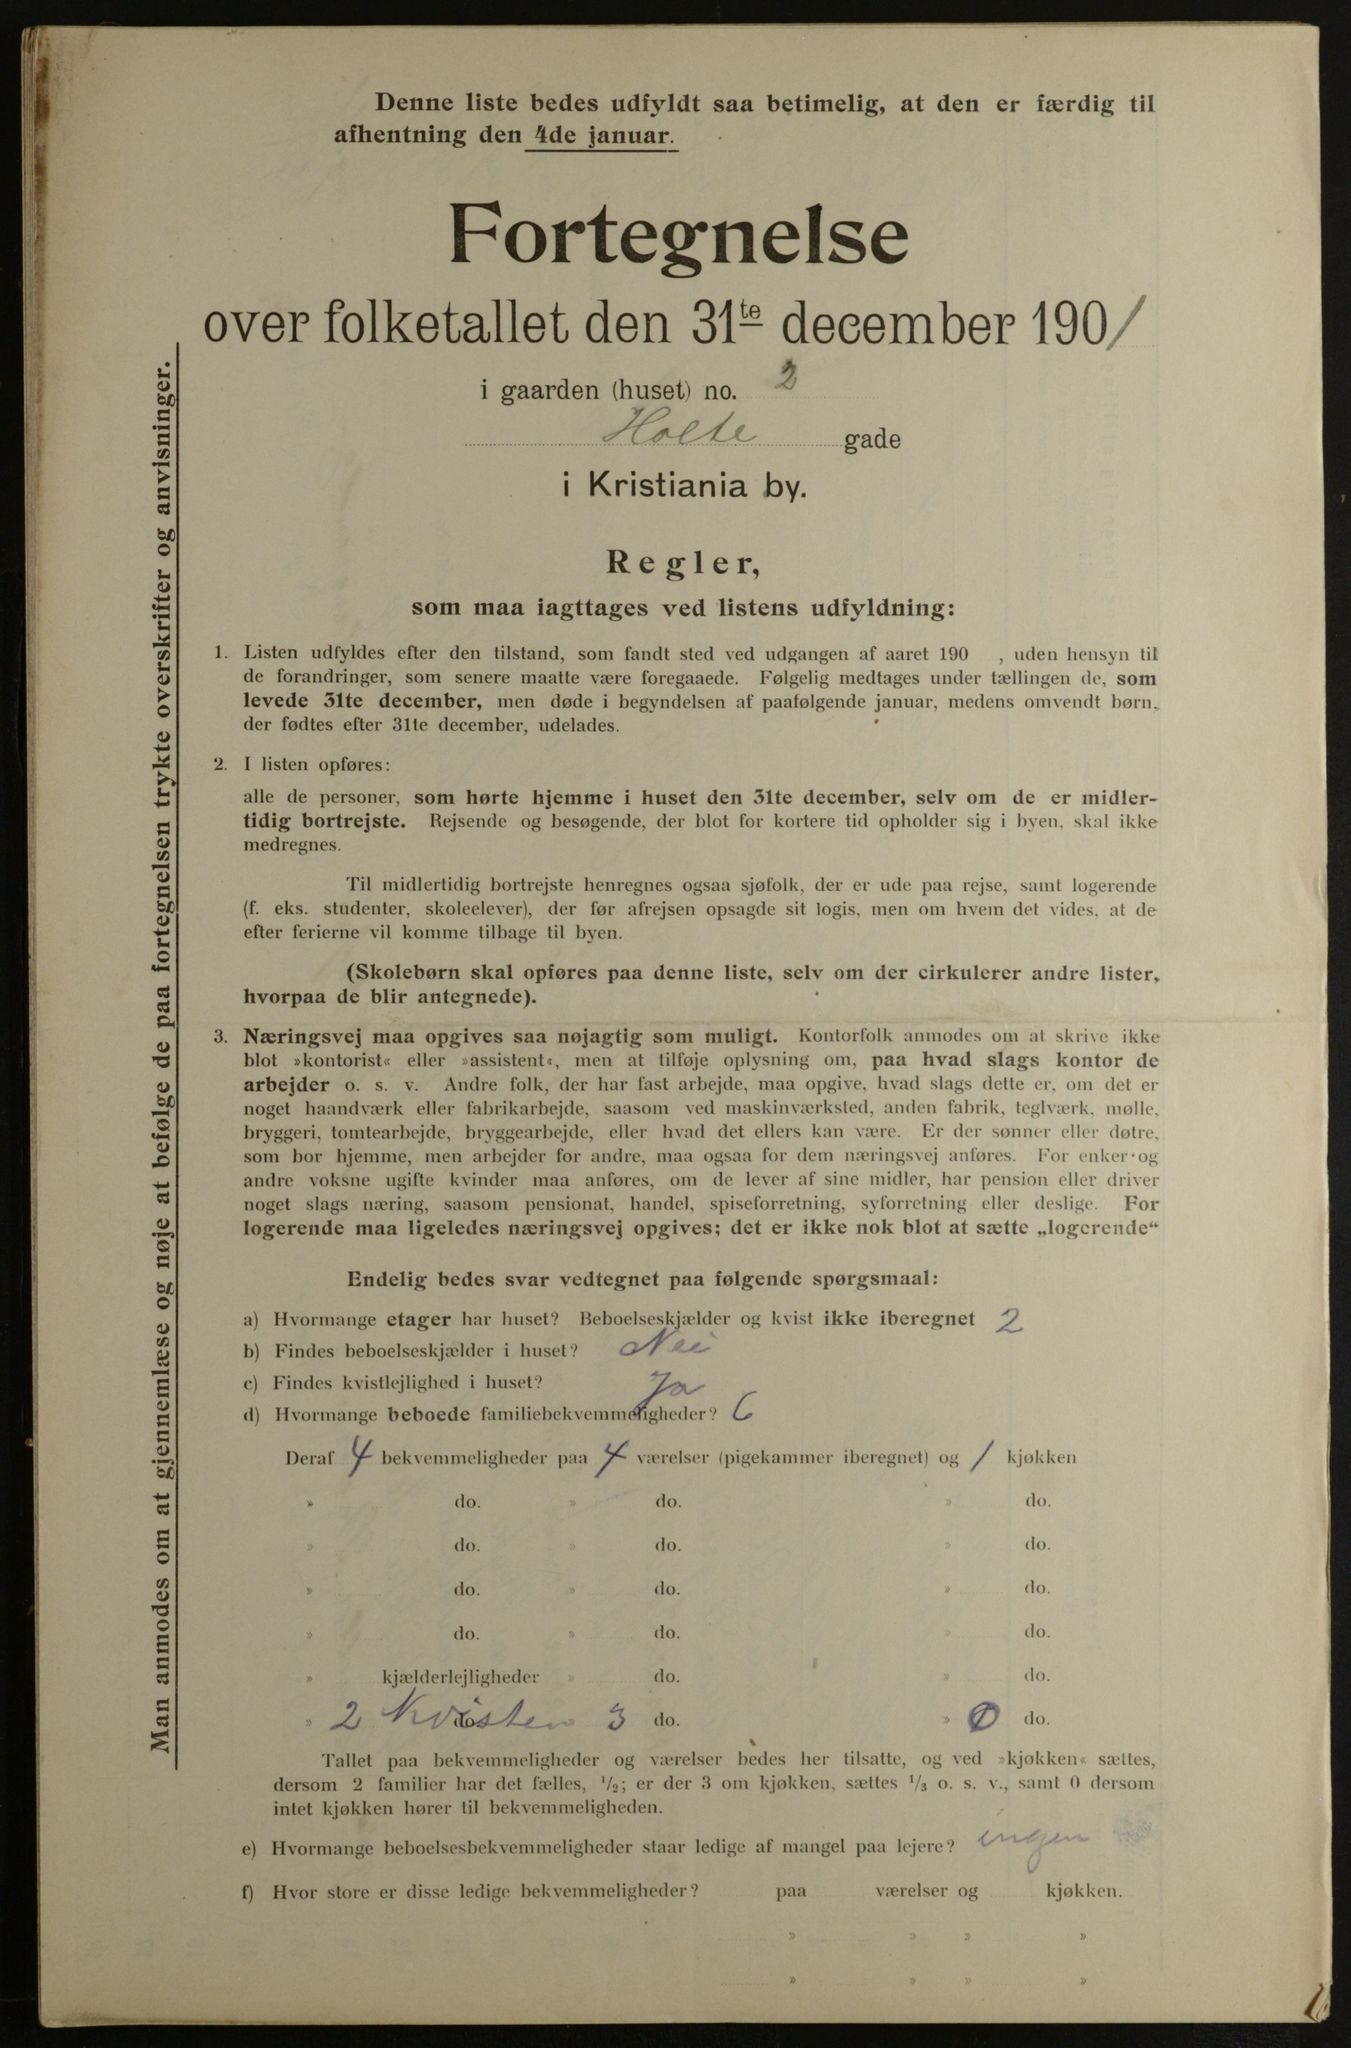 Denne liste bedes udfyldt saa betimelig, at den er færdig til
afhentning den 4de januar.
Fortegnelse
over folketallet den 31te december 1901
i gaarden (huset) no. 2
Holte gade
i Kristiania by.
Regler,
som maa iagttages ved listens udfyldning:
1. Listen udfyldes efter den tilstand, som fandt sted ved udgangen af aaret 190 , uden hensyn til
de forandringer, som senere maatte være foregaaede. Følgelig medtages under tællingen de, som
levede 31te december, men døde i begyndelsen af paafølgende januar, medens omvendt børn,
der fødtes efter 31te december, udelades.
2. I listen opføres:
alle de personer, som hørte hjemme i huset den 31te december, selv om de er midler-
tidig bortrejste. Rejsende og besøgende, der blot for kortere tid opholder sig i byen, skal ikke
medregnes.
Til midlertidig bortrejste henregnes ogsaa sjøfolk, der er ude paa rejse, samt logerende
(f. eks. studenter, skoleelever), der før afrejsen opsagde sit logis, men om hvem det vides, at de
efter ferierne vil komme tilbage til byen.
(Skolebørn skal opføres paa denne liste, selv om der cirkulerer andre lister,
hvorpaa de blir antegnede).
3. Næringsvej maa opgives saa nøjagtig som muligt. Kontorfolk anmodes om at skrive ikke
blot »kontorist« eller »assistent«, men at tilføje oplysning om, paa hvad slags kontor de
arbejder o. s. v. Andre folk, der har fast arbejde, maa opgive, hvad slags dette er, om det er
noget haandværk eller fabrikarbejde, saasom ved maskinværksted, anden fabrik, teglværk, mølle,
bryggeri, tomtearbejde, bryggearbejde, eller hvad det ellers kan være. Er der sønner eller døtre,
som bor hjemme, men arbejder for andre, maa ogsaa for dem næringsvej anføres. For enker og
andre voksne ugifte kvinder maa anføres, om de lever af sine midler, har pension eller driver
noget slags næring, saasom pensionat, handel, spiseforretning, syforretning eller deslige. For
logerende maa ligeledes næringsvej opgives; det er ikke nok blot at sætte „logerende“
Endelig bedes svar vedtegnet paa følgende spørgsmaal:
a) Hvormange etager har huset? Beboelseskjælder og kvist ikke iberegnet 2
b) Findes beboelseskjælder i huset? Nei
c) Findes kvistlejlighed i huset? Ja
d) Hvormange beboede familiebekvemmeligheder? 6
Deraf 4 bekvemmeligheder paa 4 værelser (pigekammer iberegnet) og 1 kjøkken
» do. » do. » do.
» do. » do. » do.
» do. » do. » do.
» do. » do. » do.
» kjælderlejligheder » do. » do.
» 2 Kvisten do. 3 do. » 0 do.
Tallet paa bekvemmeligheder og værelser bedes her tilsatte, og ved »kjøkken« sættes,
dersom 2 familier har det fælles, 1/2; er der 3 om kjøkken, sættes 1/3 o. s. v., samt 0 dersom
intet kjøkken hører til bekvemmeligheden.
e) Hvormange beboelsesbekvemmeligheder staar ledige af mangel paa lejere? ingen
f) Hvor store er disse ledige bekvemmeligheder? paa værelser og kjøkken.
» » » »
» » » »
Man anmodes om at gjennemlæse og nøje at befølge de paa fortegnelsen trykte overskrifter og anvisninger.